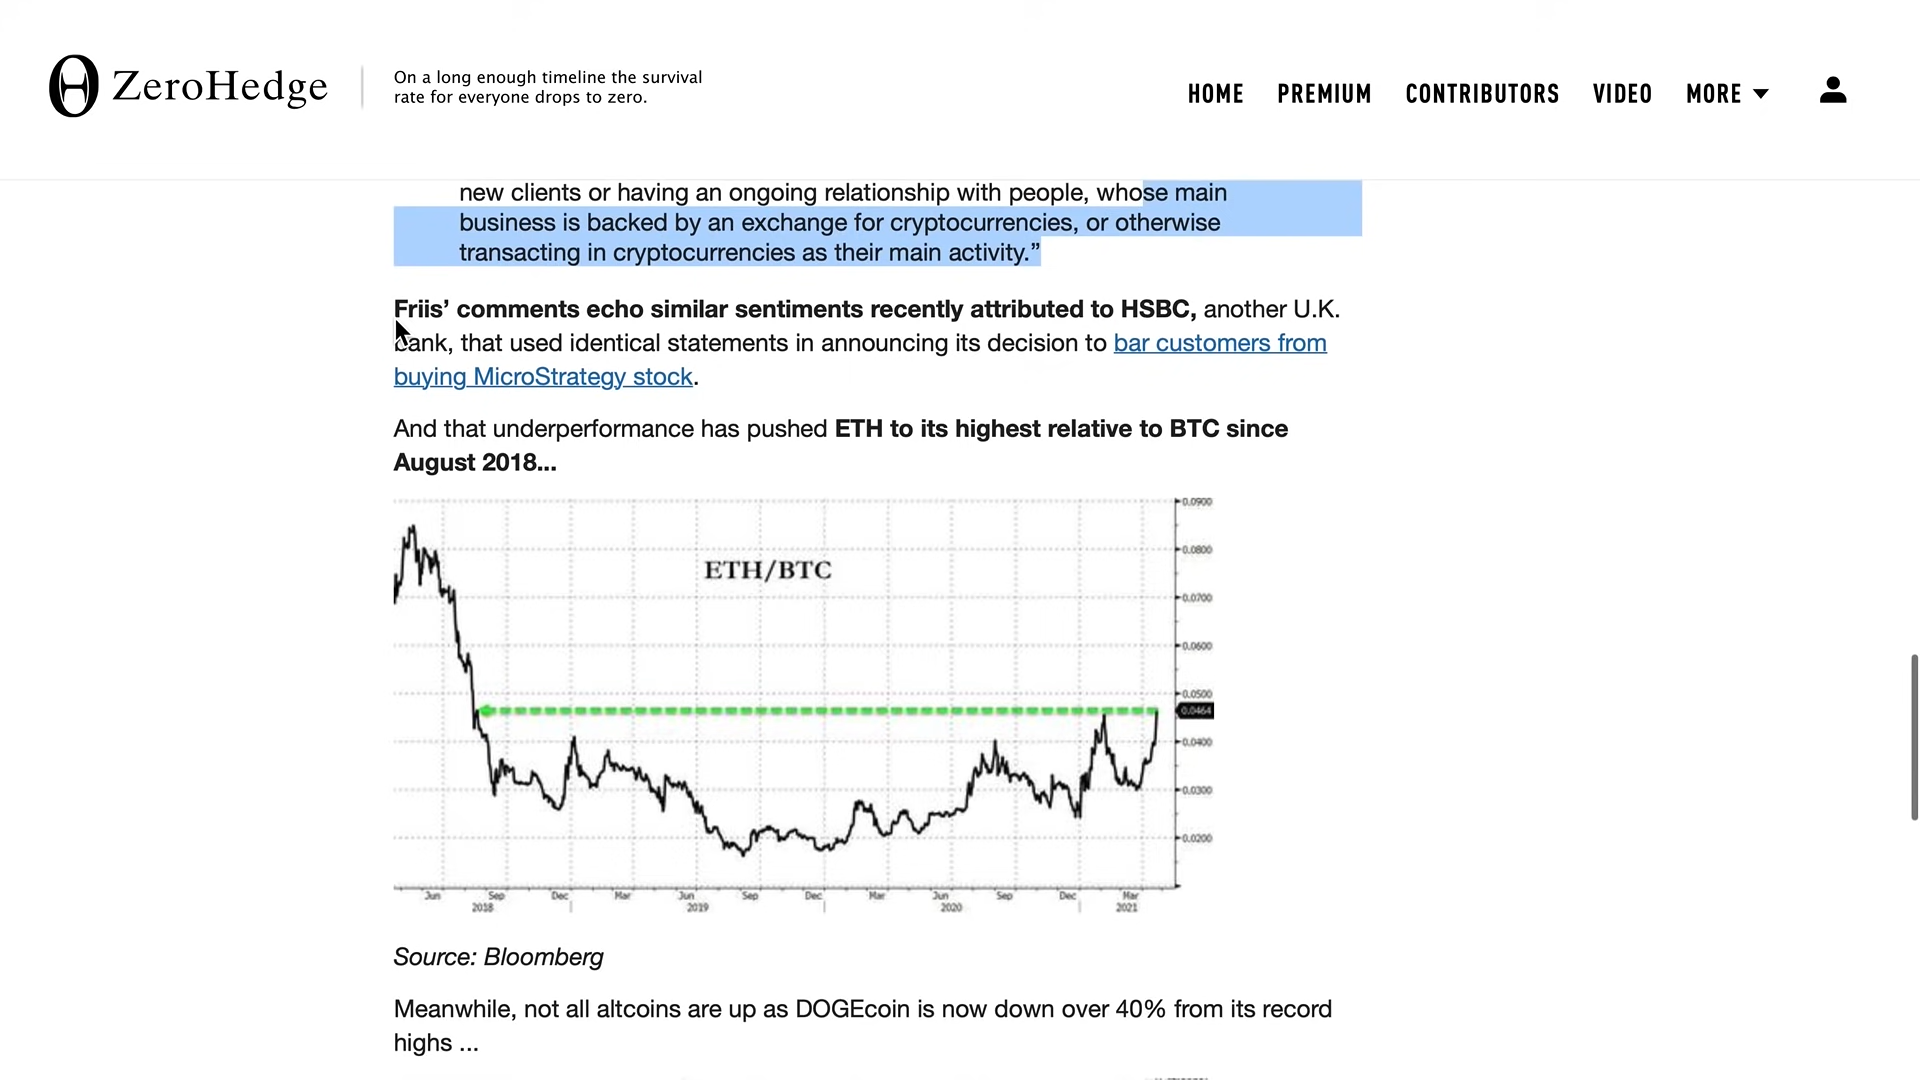 ZeroHedge
On a long enough timeline the survival
rate for everyone drops to zero.
HOME PREMIUM CONTRIBUTORS VIDEO MORE
new clients or having an ongoing relationship with people, whose main
business is backed by an exchange for cryptocurrencies, or otherwise
transacting in cryptocurrencies as their main activity.”
Friis’ comments echo similar sentiments recently attributed to HSBC, another U.K.
bank, that used identical statements in announcing its decision to bar customers from
buying MicroStrategy stock.
And that underperformance has pushed ETH to its highest relative to BTC since
August 2018...
ETH/BTC
0.0900
0.0800
0.0700
0.0600
0.0500
0.0464
0.0400
0.0300
0.0200
Jun Sep Dec Mar Jun Sep Dec Mar Jun Sep Dec Mar
2018 2019 2020 2021
Source: Bloomberg
Meanwhile, not all altcoins are up as DOGEcoin is now down over 40% from its record
highs ...